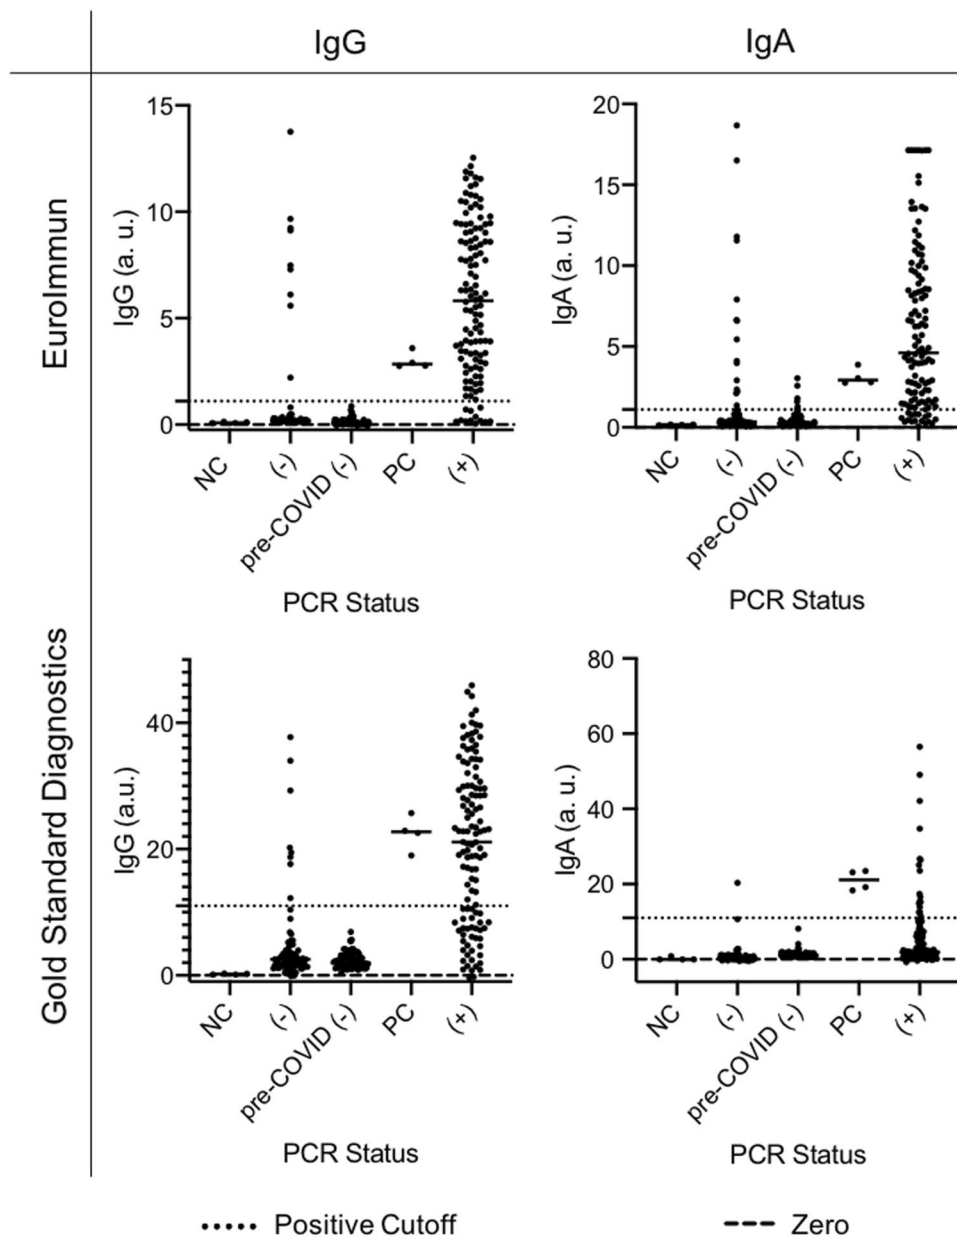 IgG
IgA
EuroImmun
IgG (a. u.)
15
10
5
0
NC
(-)
pre-COVID (-)
PC
(+)
PCR Status
IgA (a. u.)
20
15
10
5
0
NC
(-)
pre-COVID (-)
PC
(+)
PCR Status
Gold Standard Diagnostics
IgG (a.u.)
40
20
0
NC
(-)
pre-COVID (-)
PC
(+)
PCR Status
IgA (a. u.)
80
60
40
20
0
NC
(-)
pre-COVID (-)
PC
(+)
PCR Status
Positive Cutoff
Zero